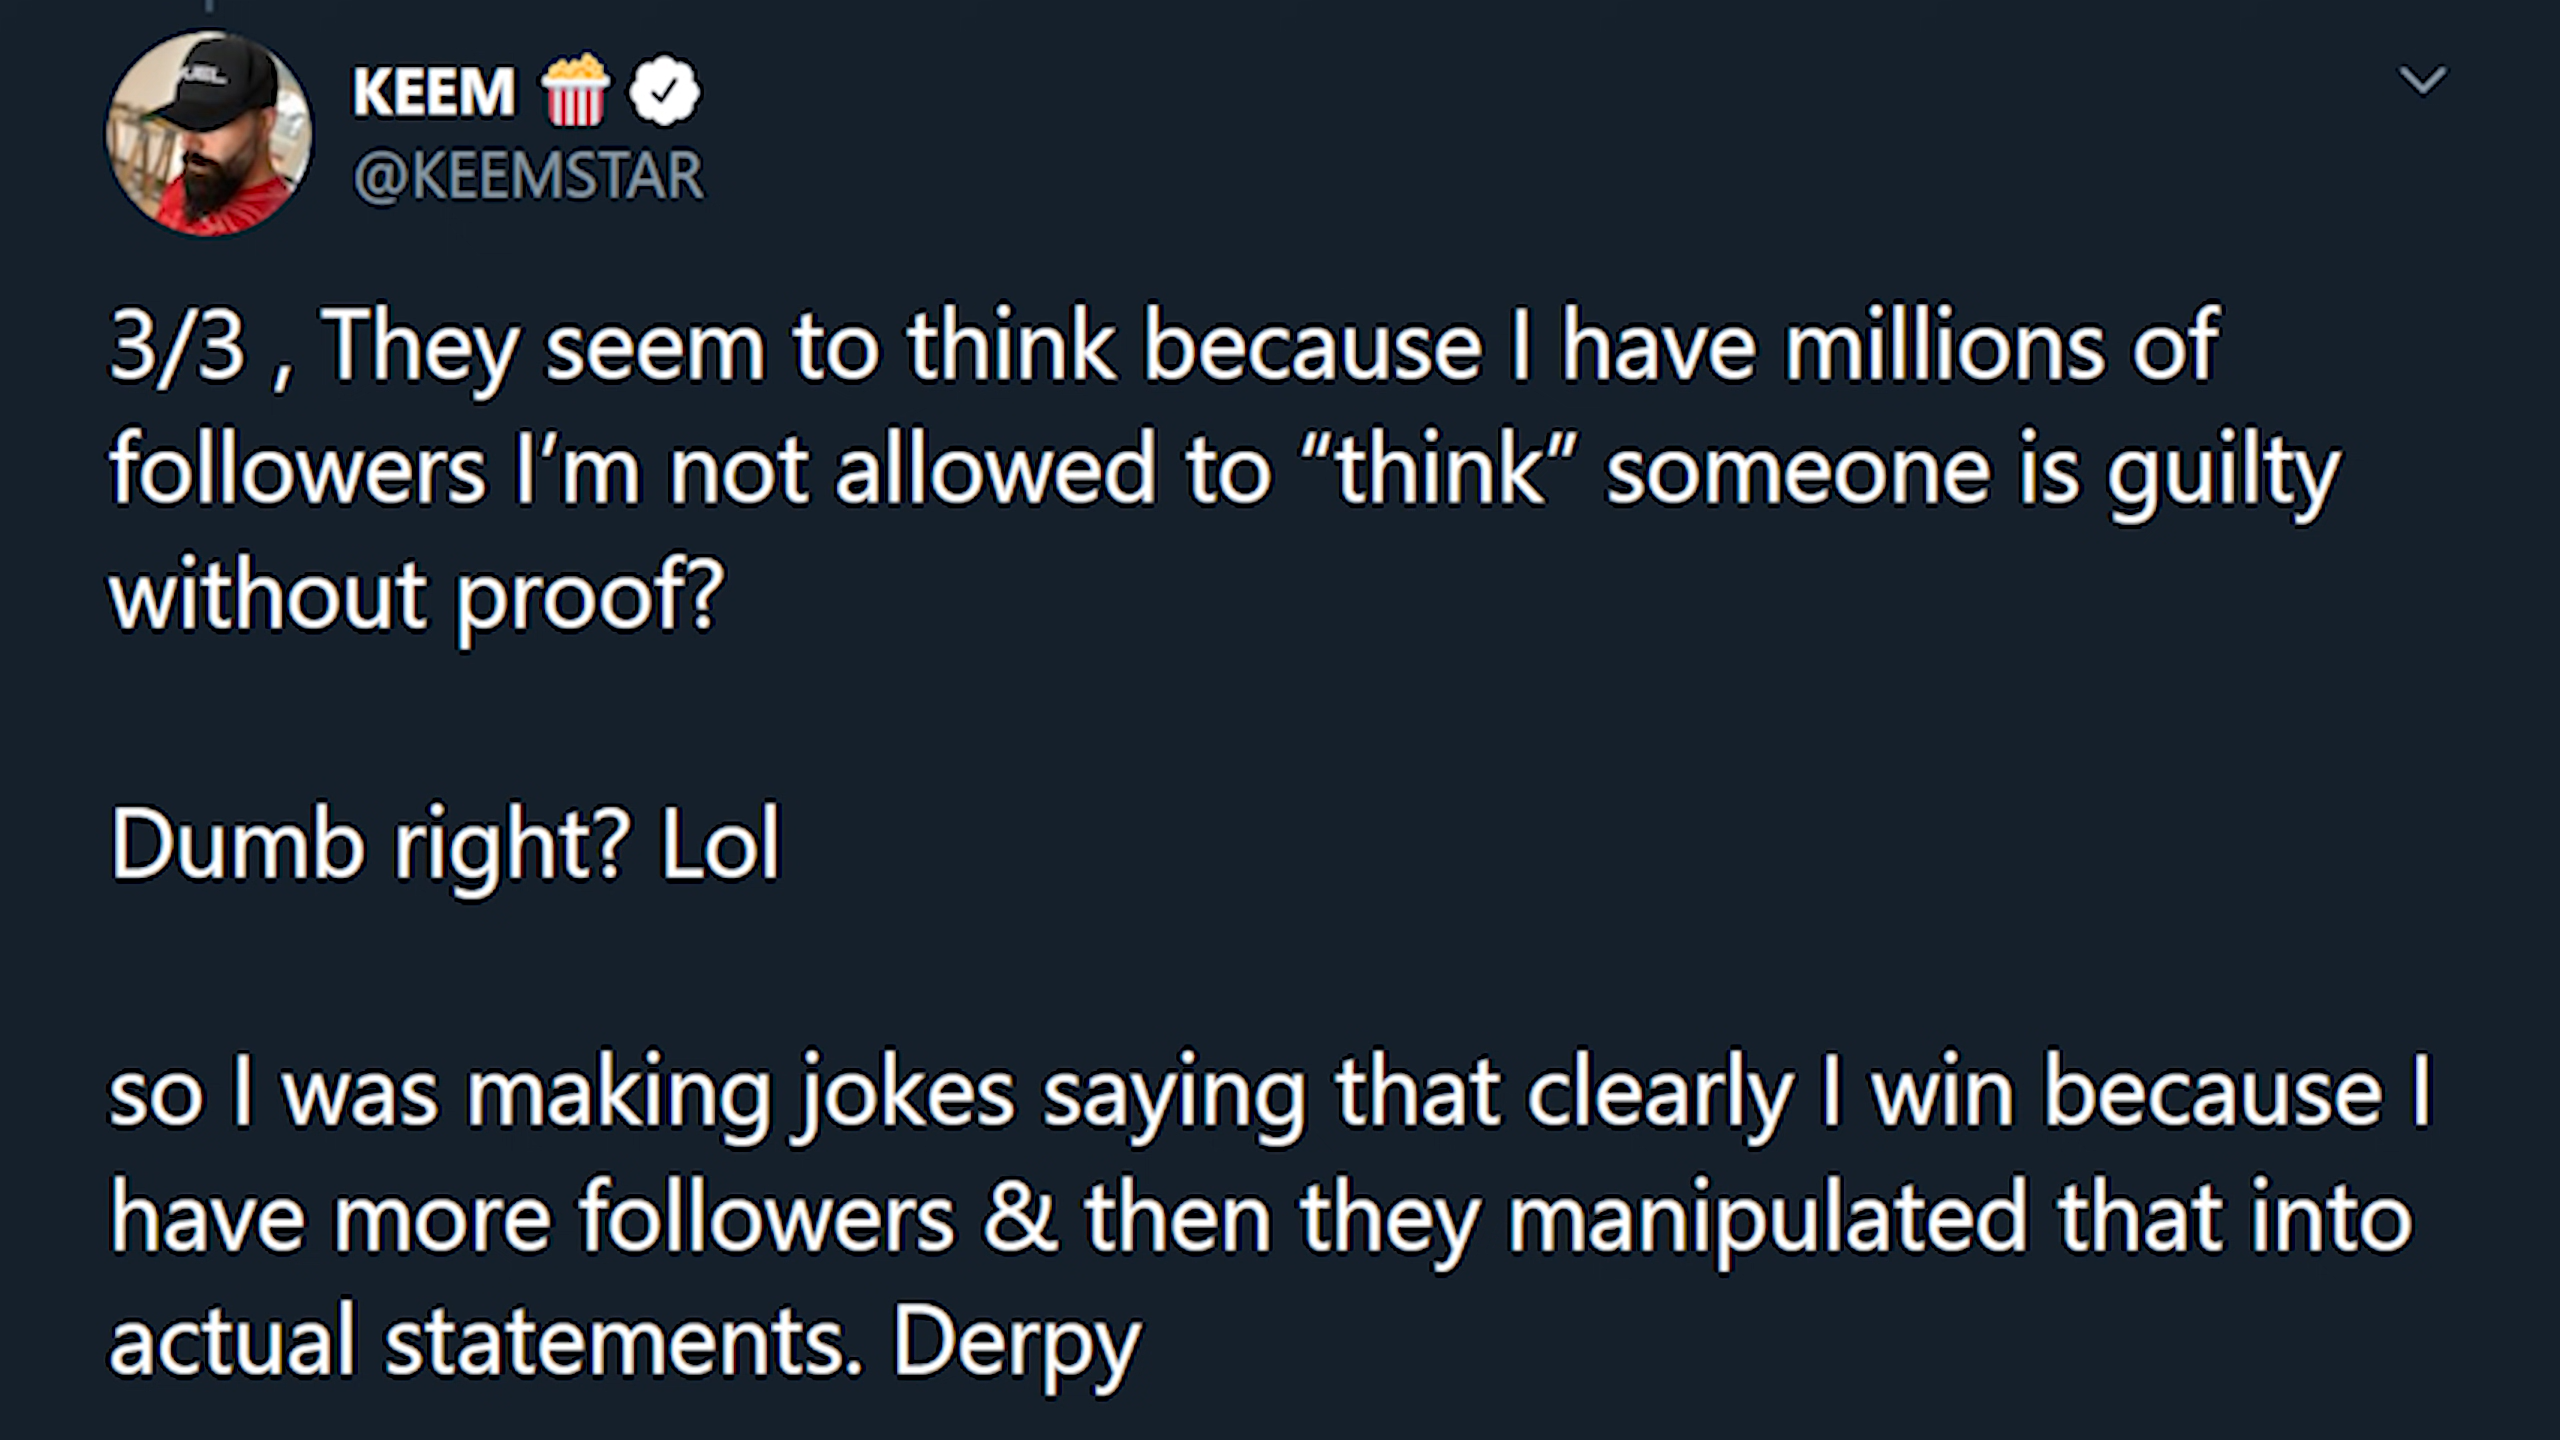 KEEM
@KEEMSTAR
3/3 , They seem to think because I have millions of
followers I’m not allowed to “think” someone is guilty
without proof?
Dumb right? Lol
so I was making jokes saying that clearly I win because I
have more followers & then they manipulated that into
actual statements. Derpy